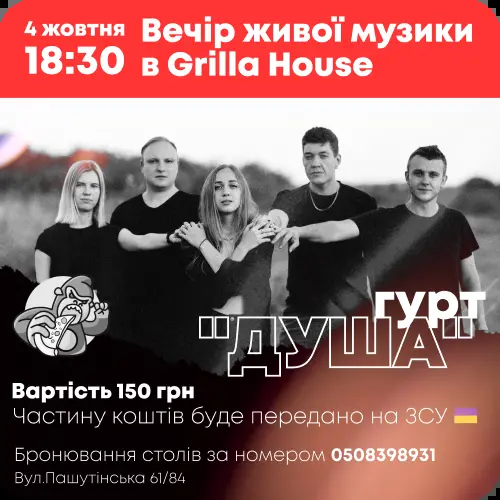 4 жовтня
18:30
Вечір живої музики
в Grilla House
гурт
"ДУША"
Вартість 150 грн
Частину коштів буде передано на ЗСУ
Бронювання столів за номером 0508398931
Вул.Пашутінська 61/84